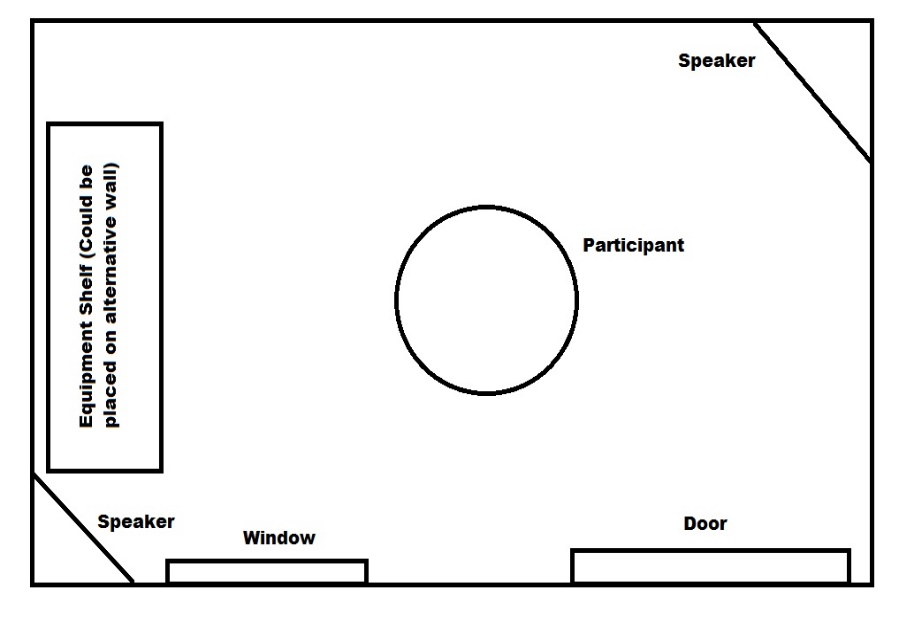 Speaker
Participant
Equipment Shelf (Could be
placed on alternative wall)
Speaker
Window
Door